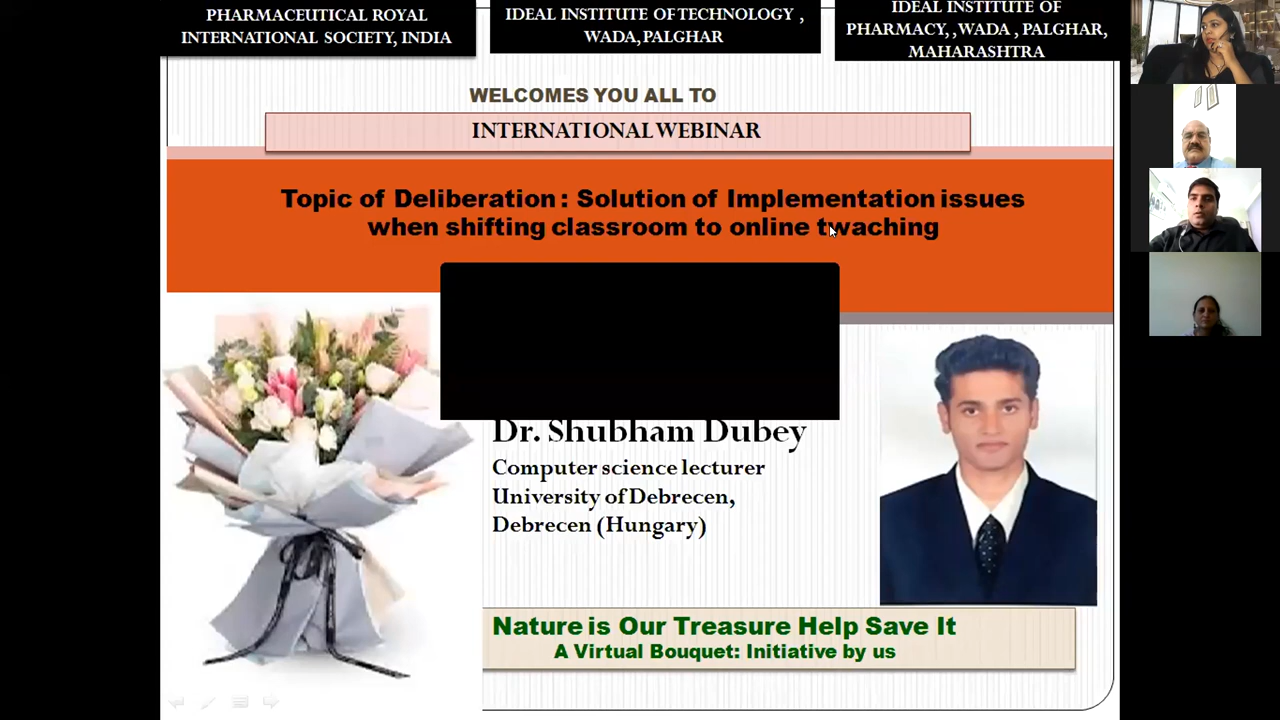 PHARMACEUTICAL ROYAL
INTERNATIONAL SOCIETY, INDIA
IDEAL INSTITUTE OF TECHNOLOGY ,
WADA, PALGHAR
IDEAL INSTITUTE OF
PHARMACY, ,WADA , PALGHAR,
MAHARASHTRA
WELCOMES YOU ALL TO
INTERNATIONAL WEBINAR
Topic of Deliberation : Solution of Implementation issues
when shifting classroom to online twaching
Dr. Shubham Dubey
Computer science lecturer
University of Debrecen,
Debrecen (Hungary)
Nature is Our Treasure Help Save It
A Virtual Bouquet: Initiative by us